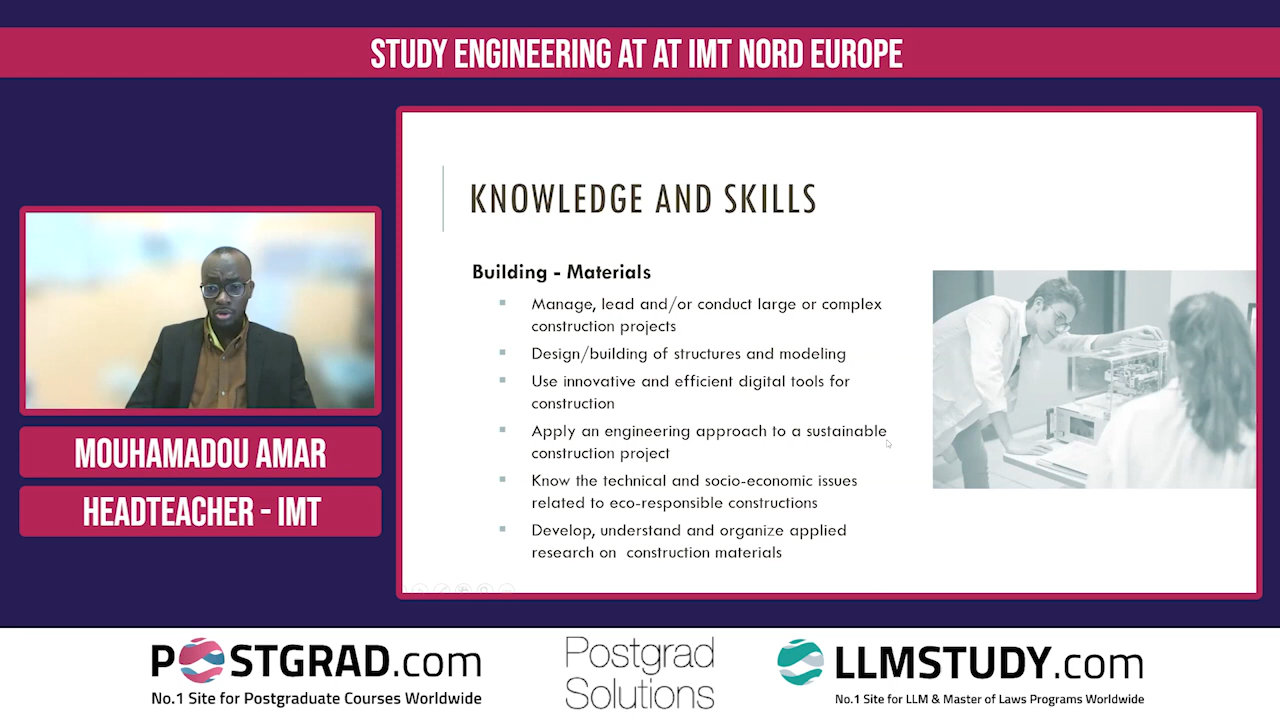 STUDY ENGINEERING AT AT IMT NORD EUROPE
KNOWLEDGE AND SKILLS
Building - Materials
Manage, lead and/or conduct large or complex
construction projects
Design/building of structures and modeling
Use innovative and efficient digital tools for
construction
Apply an engineering approach to a sustainable
construction project
Know the technical and socio-economic issues
related to eco-responsible constructions
Develop, understand and organize applied
research on construction materials
MOUHAMADOU AMAR
HEADTEACHER - IMT
POSTGRAD.com
No.1 Site for Postgraduate Courses Worldwide
Postgrad
Solutions
LLMSTUDY.com
No.1 Site for LLM & Master of Laws Programs Worldwide